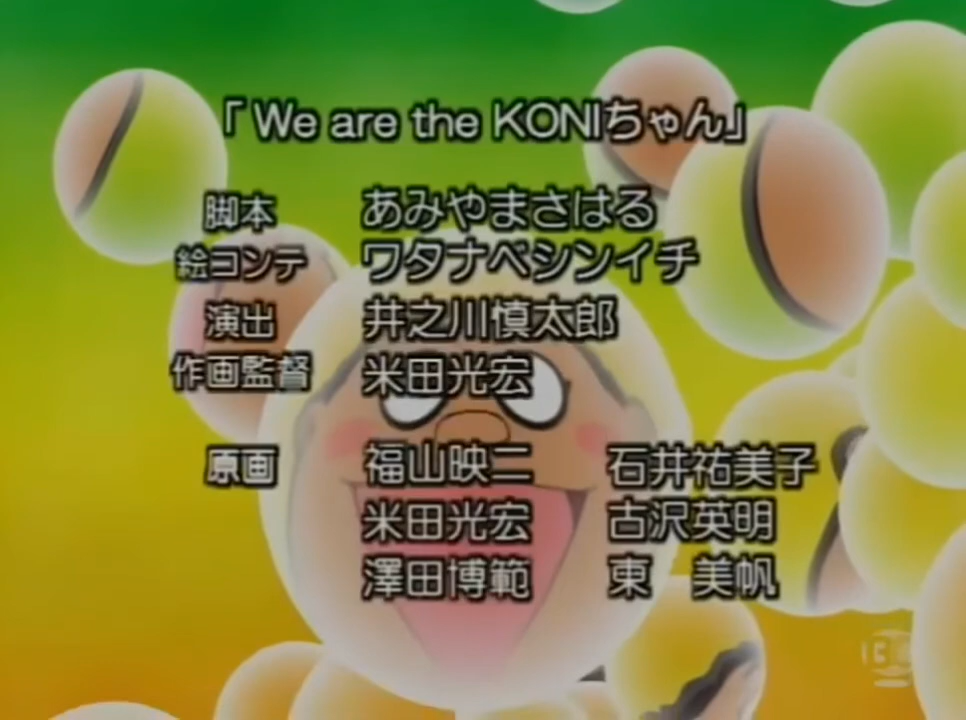 「We are the KONIちゃん」
脚本 あみやまさはる
絵コンテ ワタナベシンイチ
演出 井之川慎太郎
作画監督 米田光宏
原画 福山映二 石井祐美子
米田光宏 古沢英明
澤田博範 東 美帆